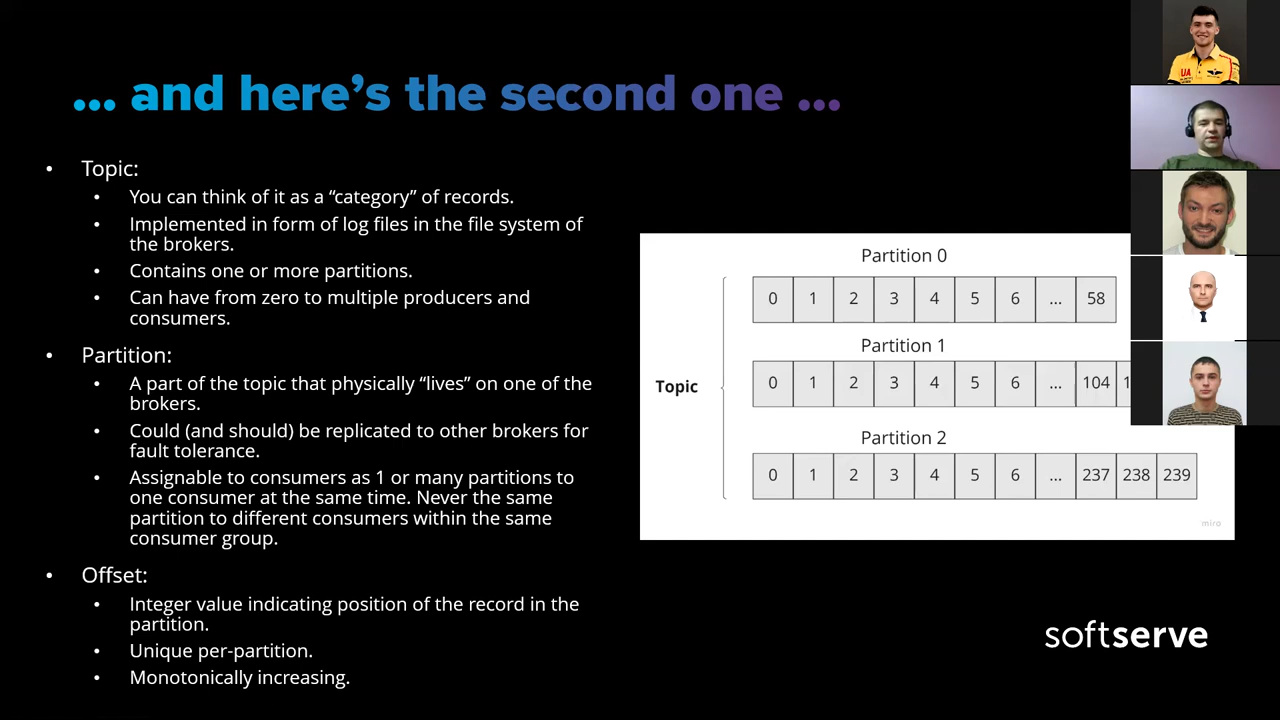 ... and here’s the second one ...
• Topic:
• You can think of it as a “category” of records.
• Implemented in form of log files in the file system of
the brokers.
• Contains one or more partitions.
• Can have from zero to multiple producers and
consumers.
• Partition:
• A part of the topic that physically “lives” on one of the
brokers.
• Could (and should) be replicated to other brokers for
fault tolerance.
• Assignable to consumers as 1 or many partitions to
one consumer at the same time. Never the same
partition to different consumers within the same
consumer group.
• Offset:
• Integer value indicating position of the record in the
partition.
• Unique per-partition.
• Monotonically increasing.
Partition 0
0 1 2 3 4 5 6 ... 58
Partition 1
Topic
0 1 2 3 4 5 6 ... 104
Partition 2
0 1 2 3 4 5 6 ... 237 238 239
miro
softserve
UA